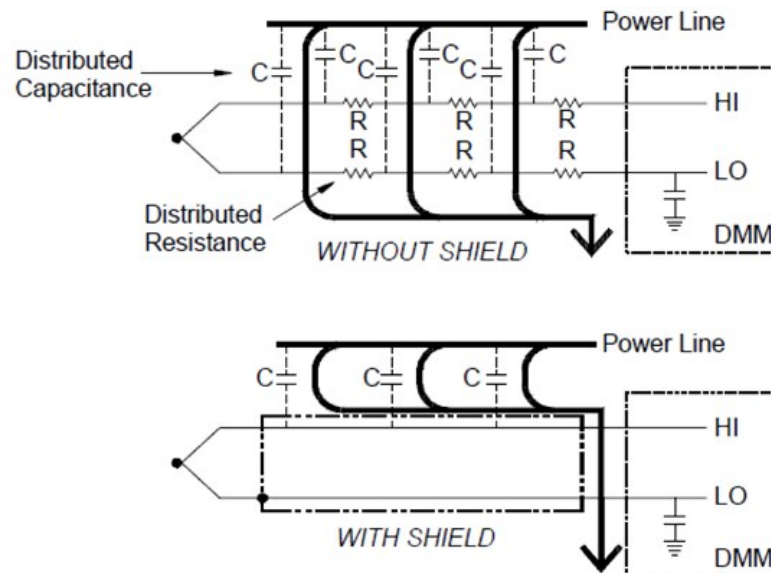 Power Line
Distributed
Capacitance
C
C
C
C
C
C
HI
R
R
R
R
R
R
LO
Distributed
Resistance
WITHOUT SHIELD
DMM
Power Line
C
C
C
HI
LO
WITH SHIELD
DMM